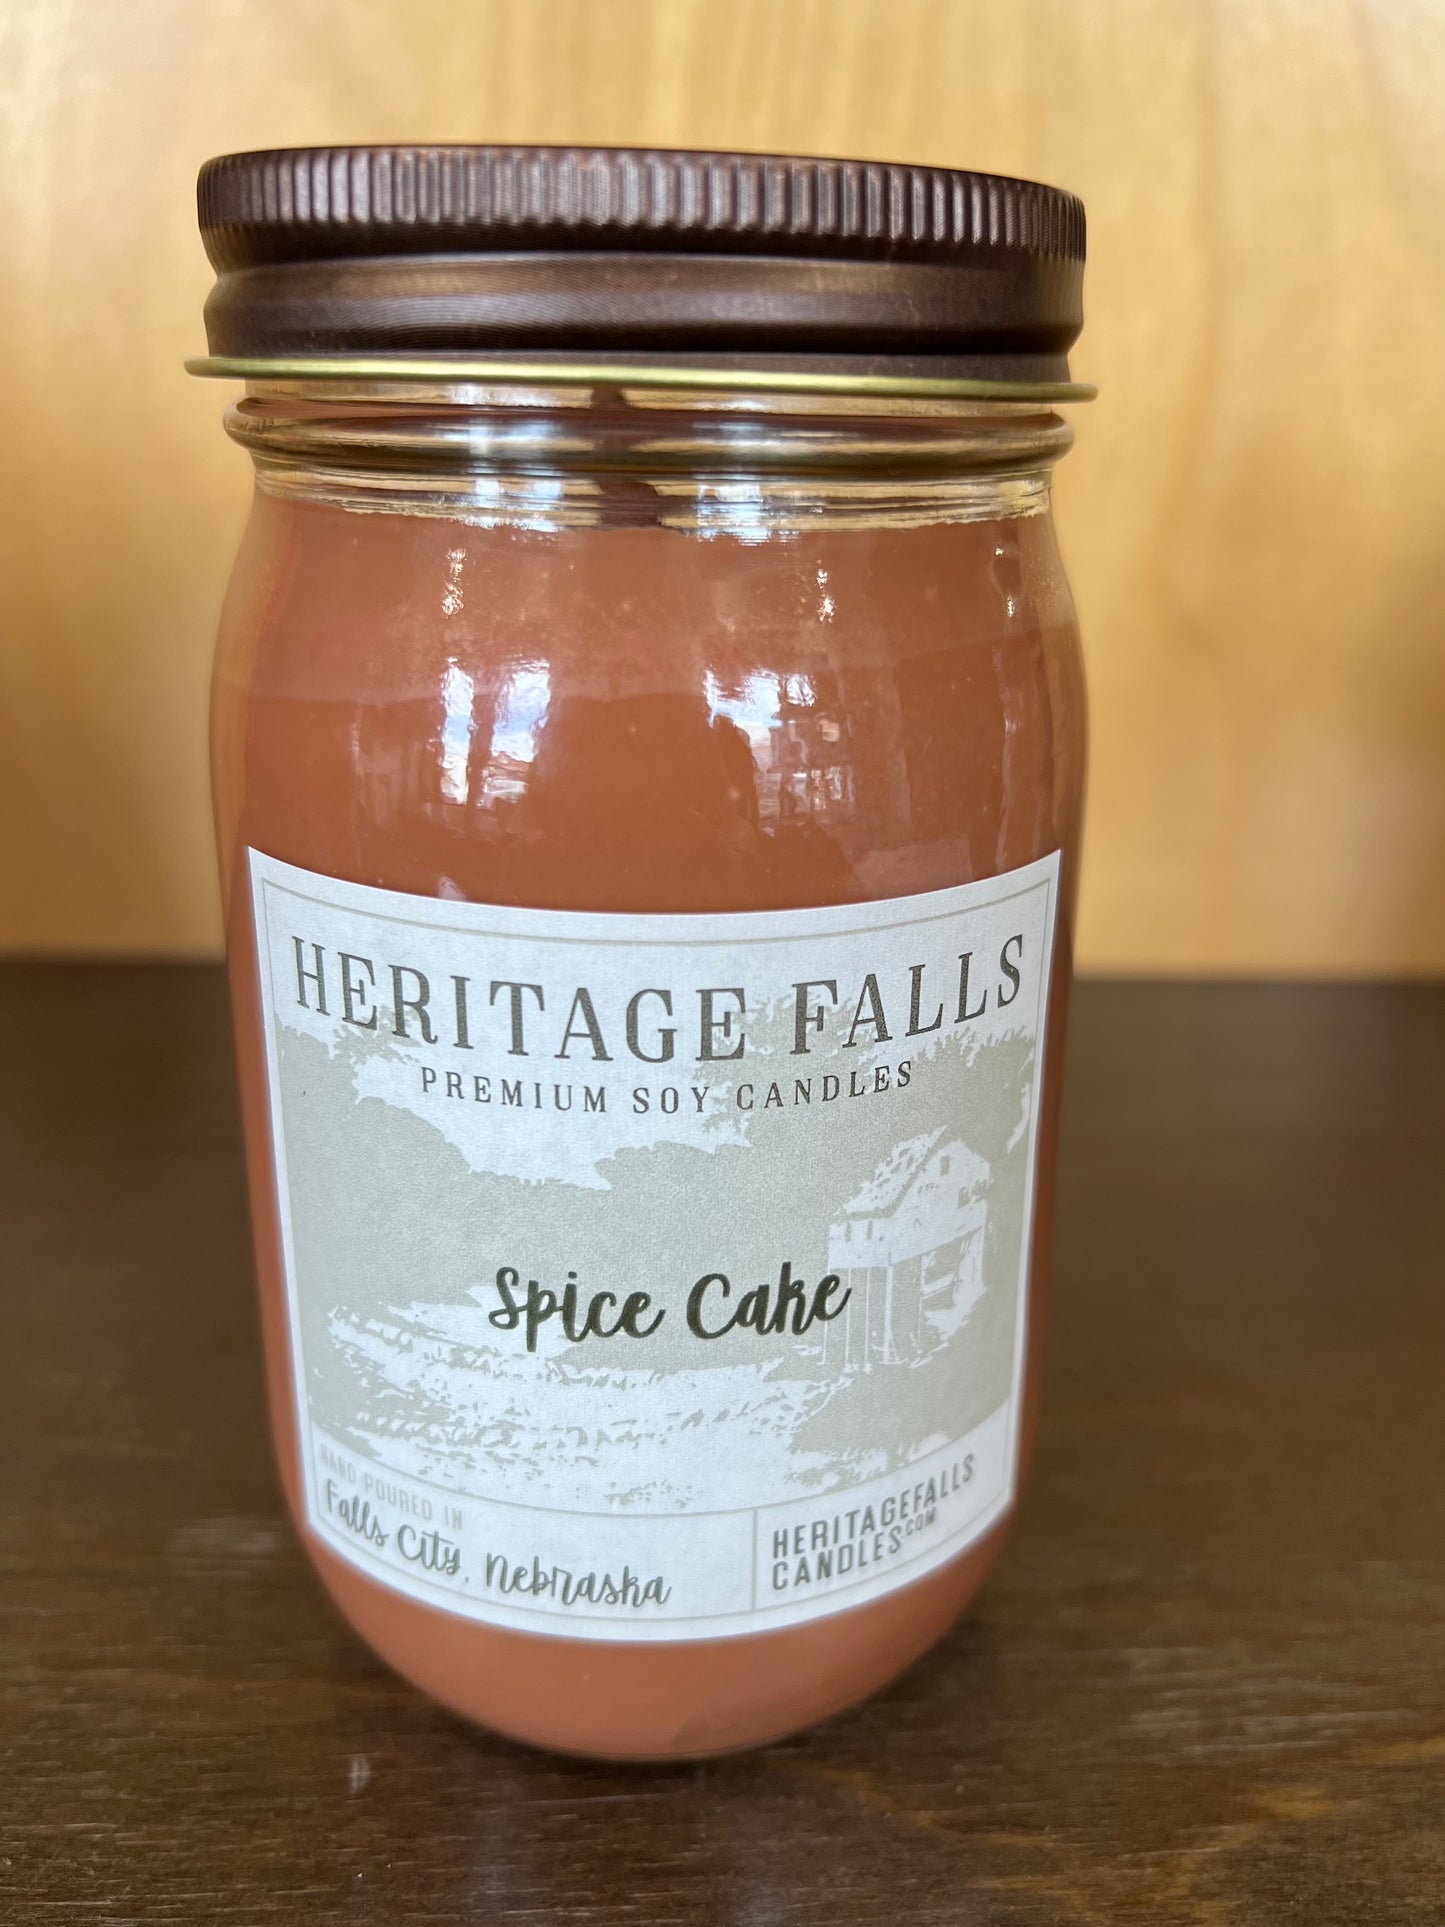 HERITAGE FALLS
PREMIUM SOY CANDLES
Spice Cake
HAND POURED IN
Falls City, Nebraska
HERITAGEFALLS
CANDLES.COM